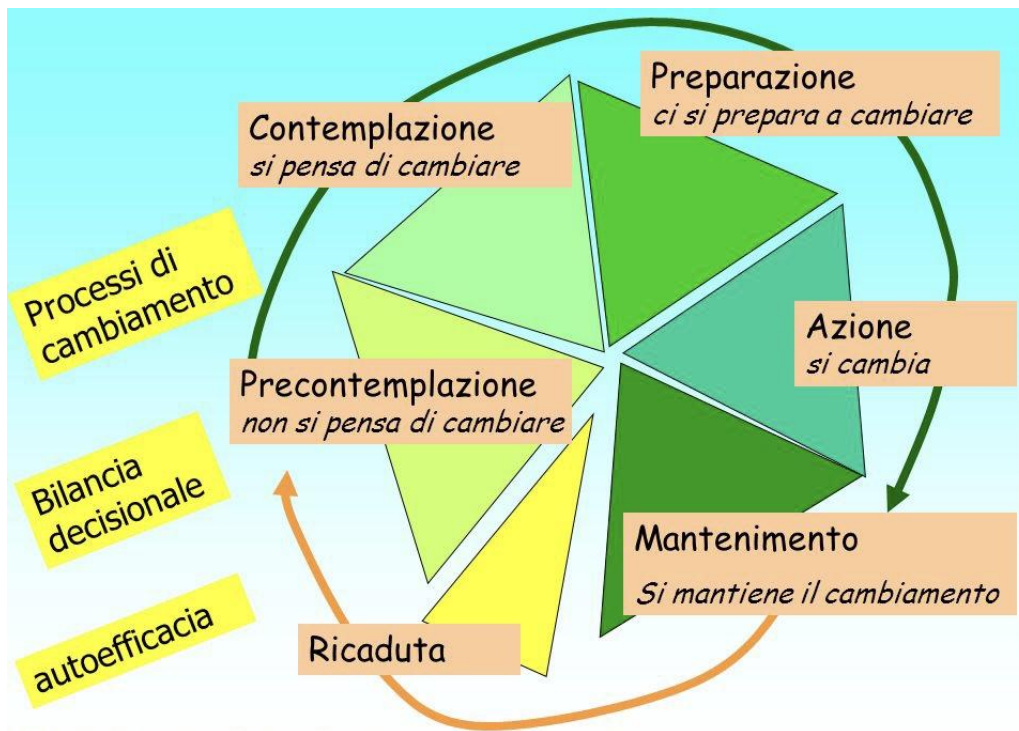 Preparazione
ci si prepara a cambiare
Contemplazione
si pensa di cambiare
Processi di
cambiamento
Azione
si cambia
Precontemplazione
non si pensa di cambiare
Bilancia
decisionale
Mantenimento
Si mantiene il cambiamento
autoefficacia
Ricaduta